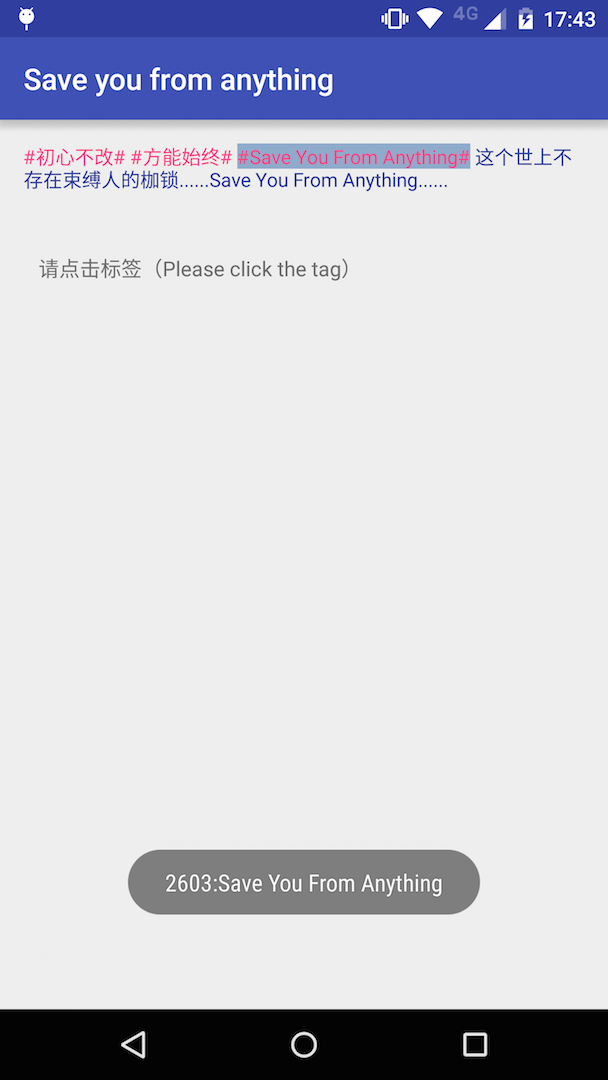 4G 17:43
Save you from anything
#初心不改# #方能始终# #Save You From Anything# 这个世上不
存在束缚人的枷锁......Save You From Anything......
请点击标签（Please click the tag）
2603:Save You From Anything